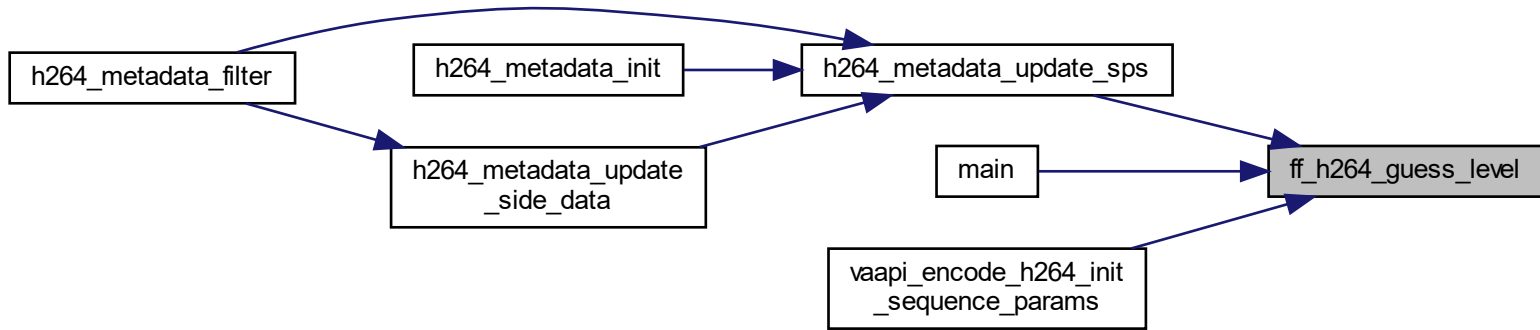 h264_metadata_filter
h264_metadata_init
h264_metadata_update_sps
h264_metadata_update
_side_data
main
ff_h264_guess_level
vaapi_encode_h264_init
_sequence_params